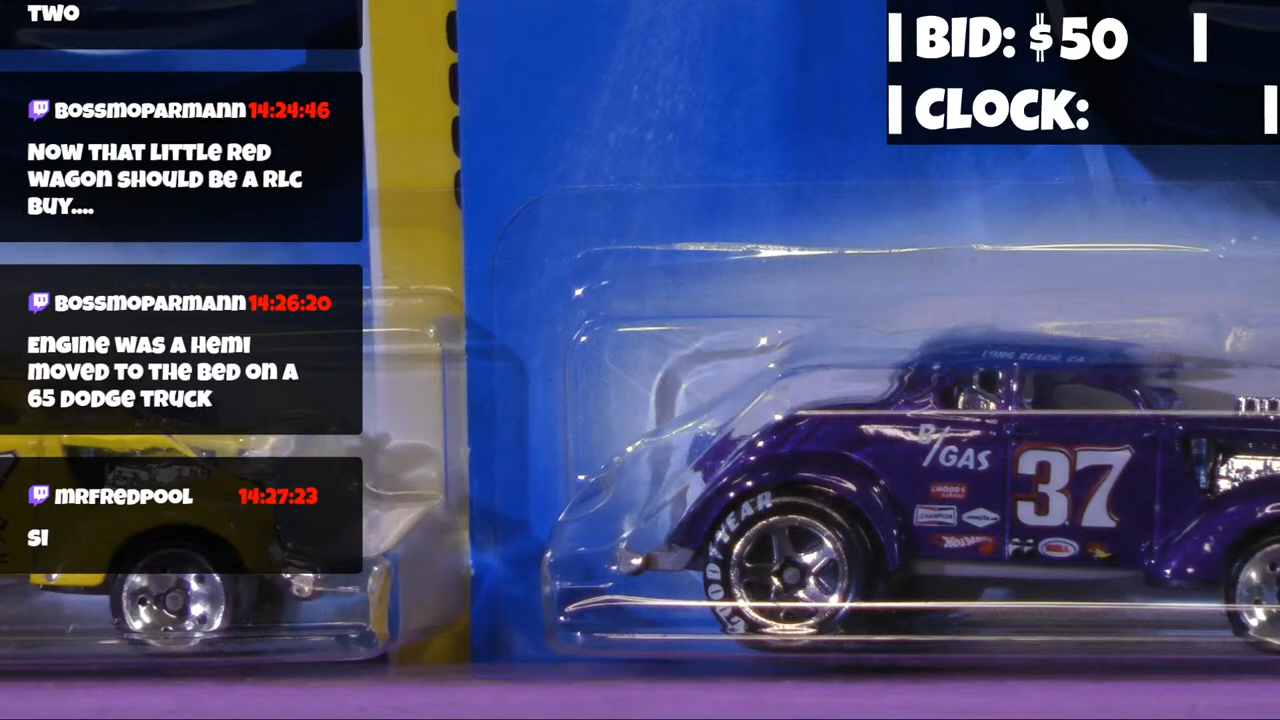 TWO
BOSSMOPARMANN 14:24:46
NOW THAT LITTLE RED
WAGON SHOULD BE A RLC
BUY....
BOSSMOPARMANN 14:26:20
ENGINE WAS A HEMI
MOVED TO THE BED ON A
65 DODGE TRUCK
MRFREDPOOL 14:27:23
SI
| BID: $50 |
| CLOCK: |
LONG BEACH, CA
B/GAS
37
CHAMPION
GOODYEAR